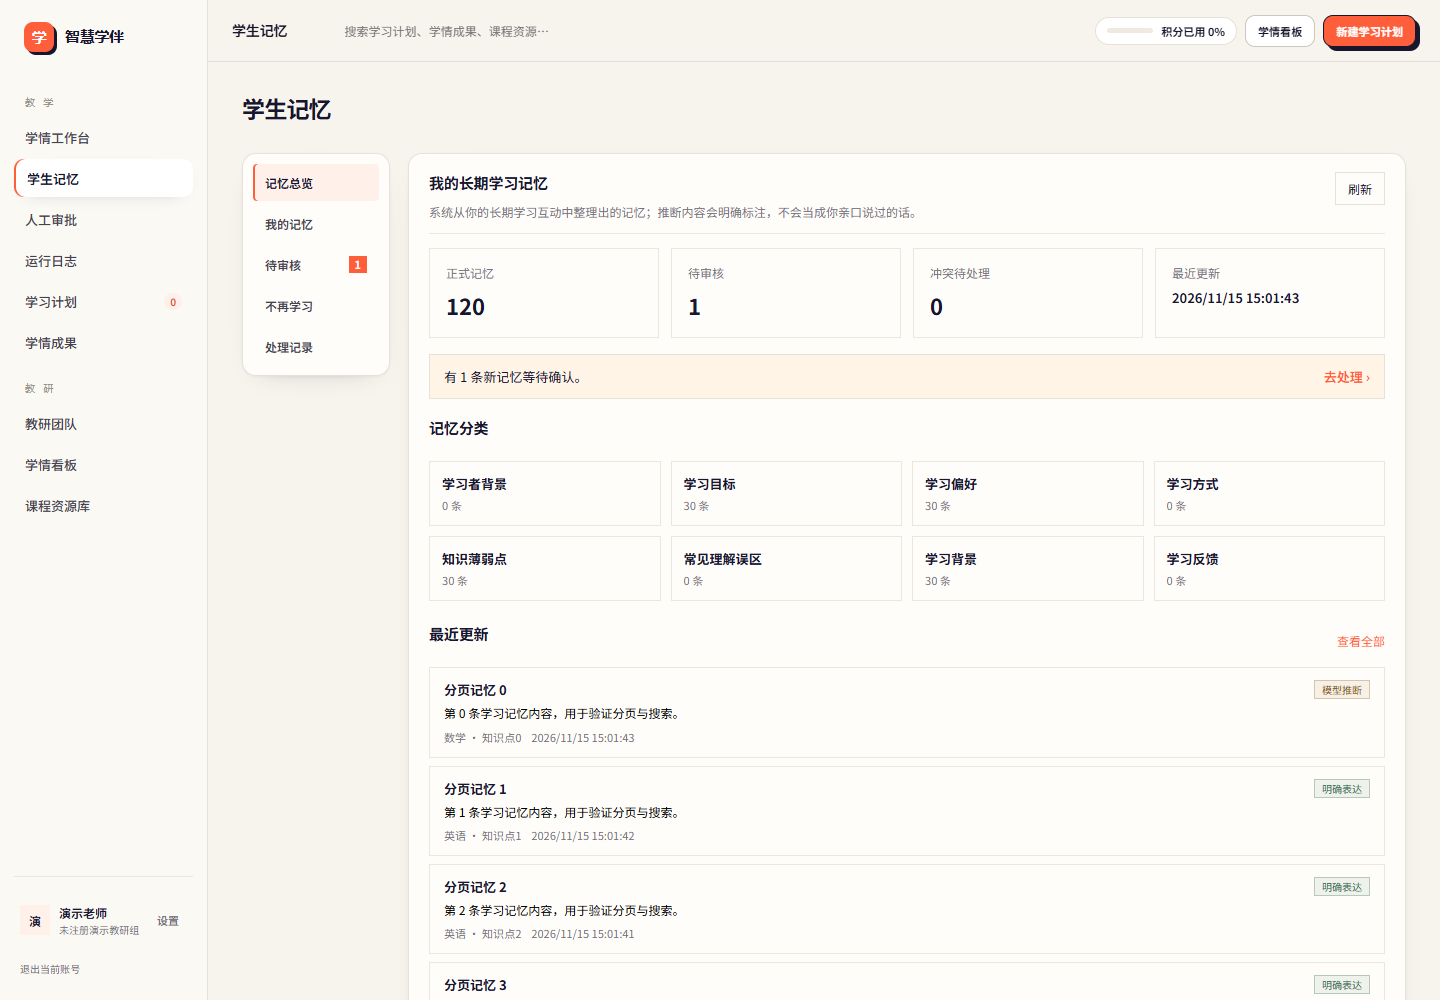 学 智慧学伴
教 学
学情工作台
学生记忆
人工审批
运行日志
学习计划 0
学情成果
教 研
教研团队
学情看板
课程资源库
演 演示老师 设置
未注册演示教研组
退出当前账号
学生记忆 搜索学习计划、学情成果、课程资源… 积分已用 0% 学情看板 新建学习计划
学生记忆
记忆总览
我的记忆
待审核 1
不再学习
处理记录
我的长期学习记忆 刷新
系统从你的长期学习互动中整理出的记忆；推断内容会明确标注，不会当成你亲口说过的话。
正式记忆 待审核 冲突待处理 最近更新
120 1 0 2026/11/15 15:01:43
有 1 条新记忆等待确认。 去处理 ›
记忆分类
学习者背景 学习目标 学习偏好 学习方式
0 条 30 条 30 条 0 条
知识薄弱点 常见理解误区 学习背景 学习反馈
30 条 0 条 30 条 0 条
最近更新 查看全部
分页记忆 0 模型推断
第 0 条学习记忆内容，用于验证分页与搜索。
数学 · 知识点0 2026/11/15 15:01:43
分页记忆 1 明确表达
第 1 条学习记忆内容，用于验证分页与搜索。
英语 · 知识点1 2026/11/15 15:01:42
分页记忆 2 明确表达
第 2 条学习记忆内容，用于验证分页与搜索。
英语 · 知识点2 2026/11/15 15:01:41
分页记忆 3 明确表达